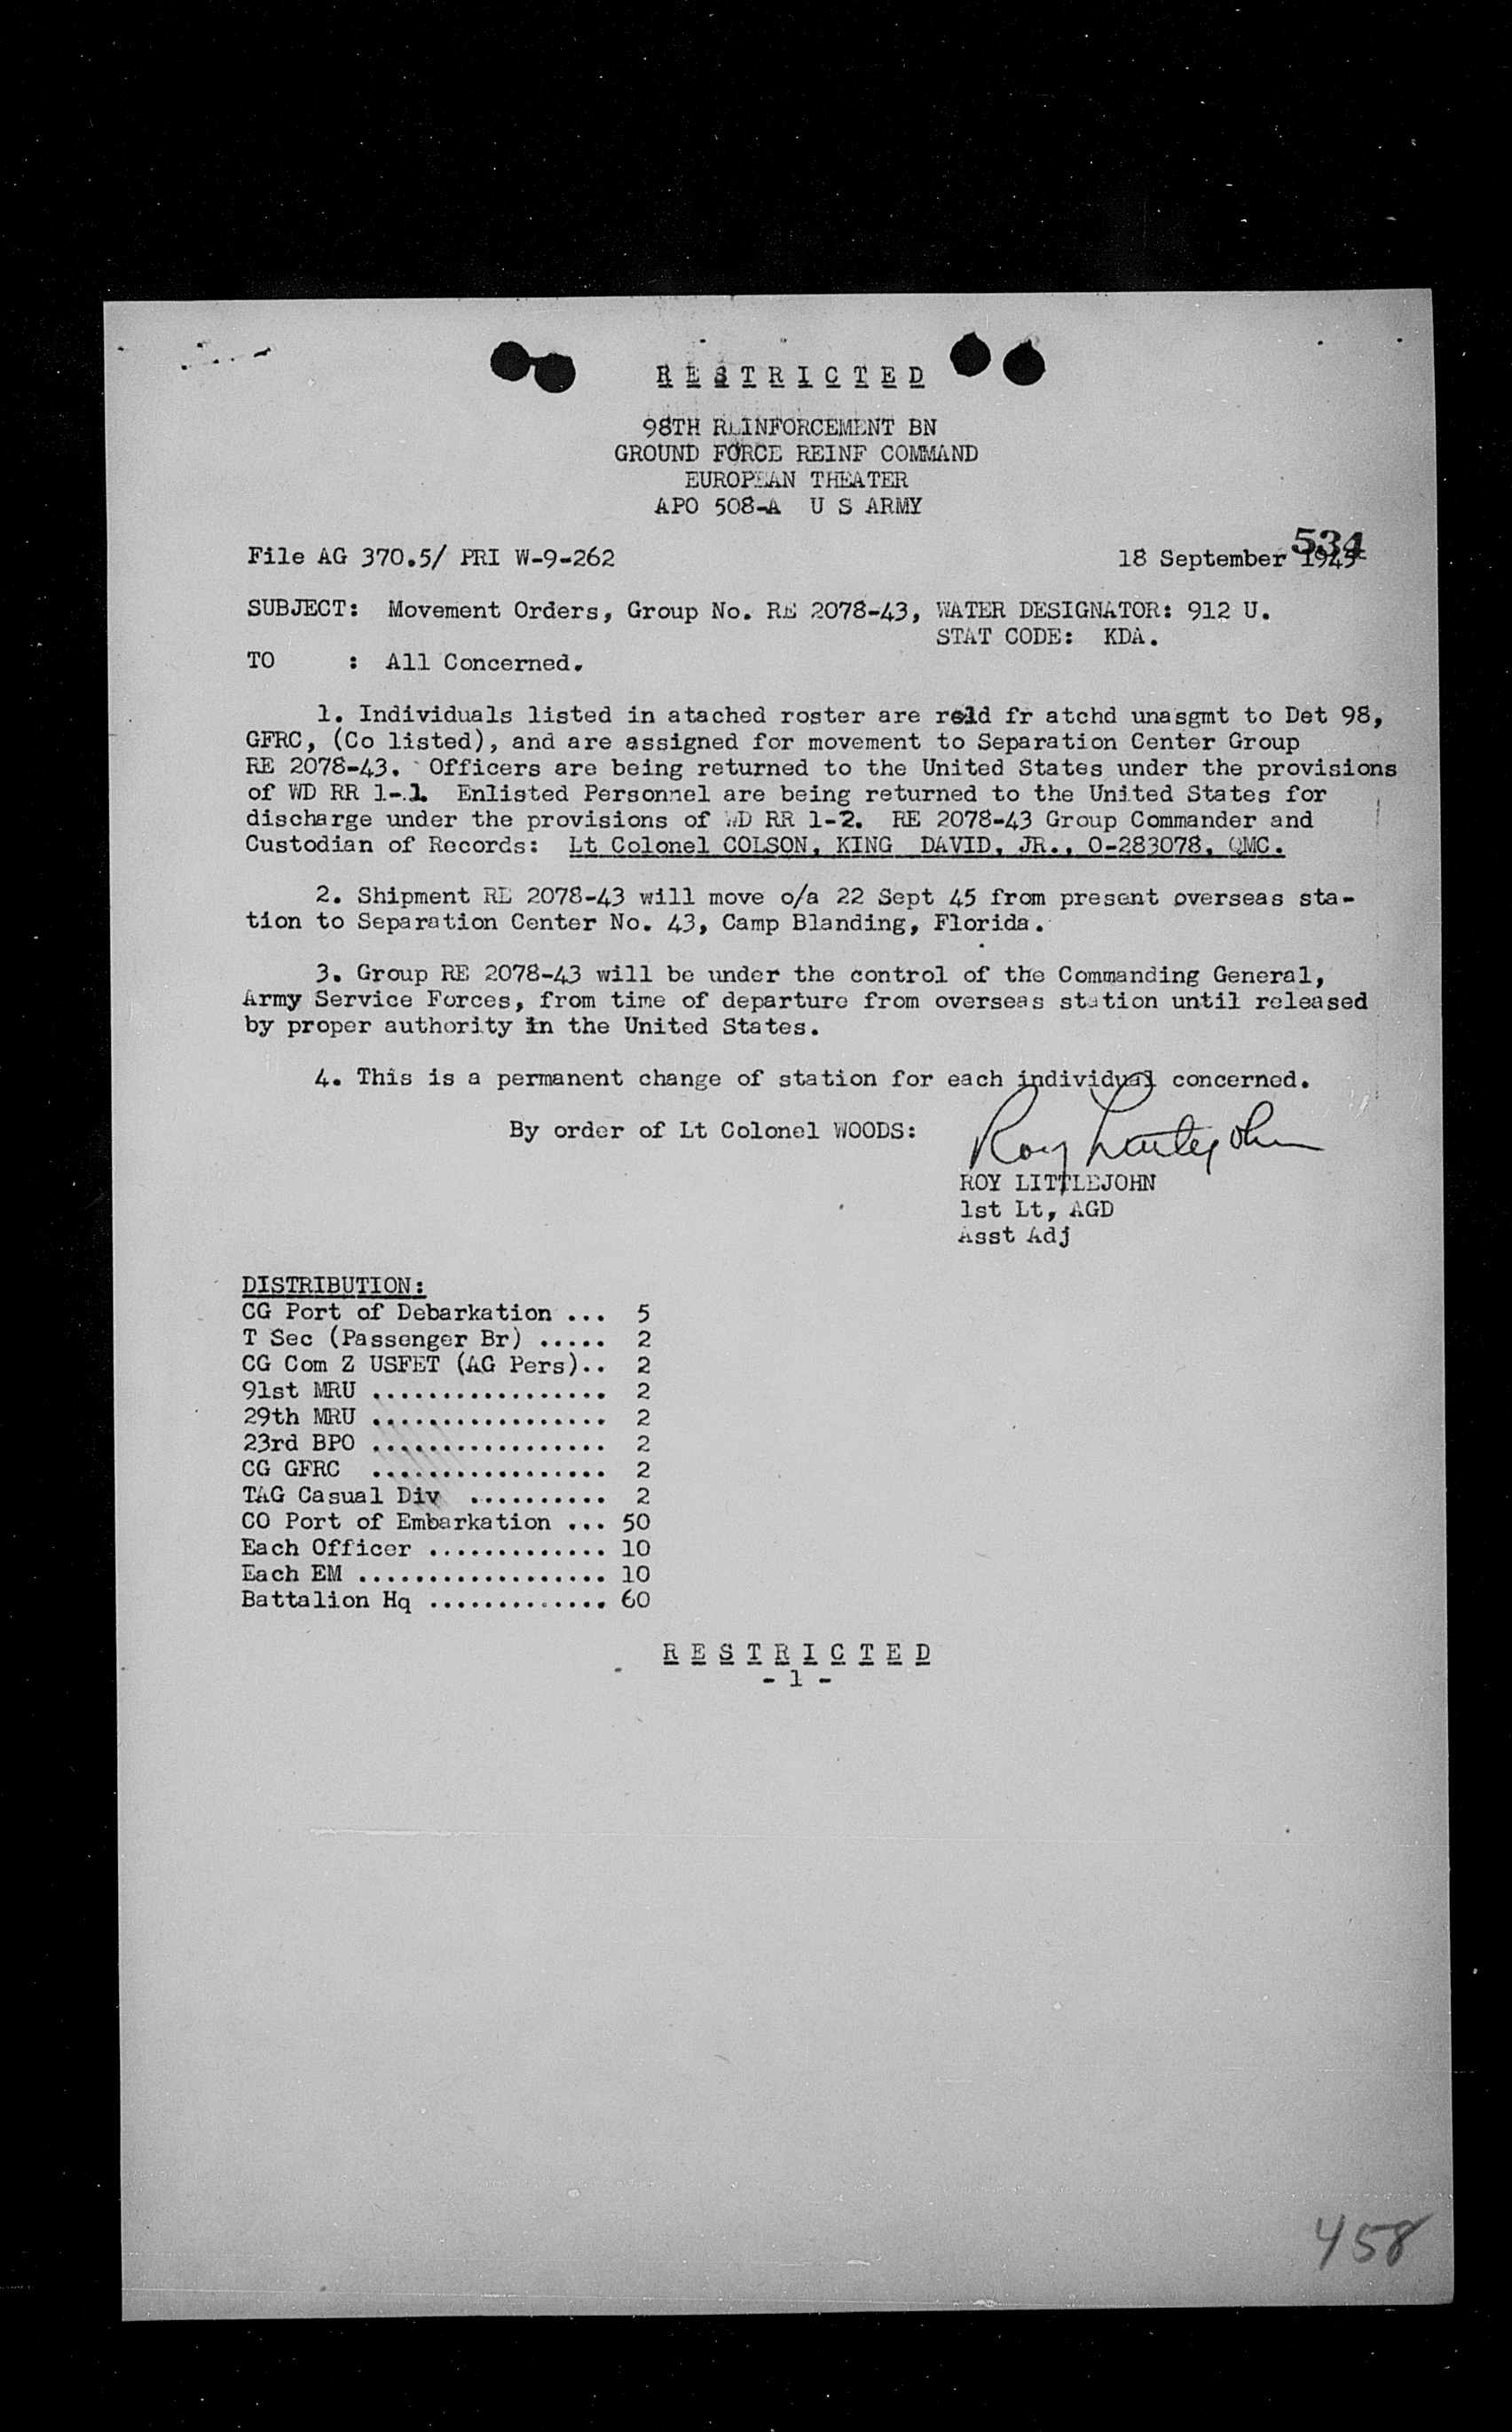 RESTRICTED
98TH REINFORCEMENT BN
GROUND FORCE REINF COMMAND
EUROPEAN THEATER
APO 508-A U S ARMY
534
File AG 370.5/ PRI W-9-262 18 September 1945
SUBJECT: Movement Orders, Group No. RE 2078-43, WATER DESIGNATOR: 912 U.
STAT CODE: KDA.
TO : All Concerned.
1. Individuals listed in atached roster are reld fr atchd unasgmt to Det 98,
GFRC, (Co listed), and are assigned for movement to Separation Center Group
RE 2078-43. Officers are being returned to the United States under the provisions
of WD RR 1-1. Enlisted Personnel are being returned to the United States for
discharge under the provisions of WD RR 1-2. RE 2078-43 Group Commander and
Custodian of Records: Lt Colonel COLSON, KING DAVID, JR., O-283078, QMC.
2. Shipment RE 2078-43 will move o/a 22 Sept 45 from present overseas sta-
tion to Separation Center No. 43, Camp Blanding, Florida.
3. Group RE 2078-43 will be under the control of the Commanding General,
Army Service Forces, from time of departure from overseas station until released
by proper authority in the United States.
4. This is a permanent change of station for each individual concerned.
By order of Lt Colonel WOODS:
Roy Littlejohn
ROY LITTLEJOHN
1st Lt, AGD
Asst Adj
DISTRIBUTION:
CG Port of Debarkation ... 5
T Sec (Passenger Br) ..... 2
CG Com Z USFET (AG Pers).. 2
91st MRU ................. 2
29th MRU ................. 2
23rd BPO ................. 2
CG GFRC ................. 2
TAG Casual Div .......... 2
CO Port of Embarkation ... 50
Each Officer ............. 10
Each EM .................. 10
Battalion Hq ............. 60
RESTRICTED
- 1 -
458